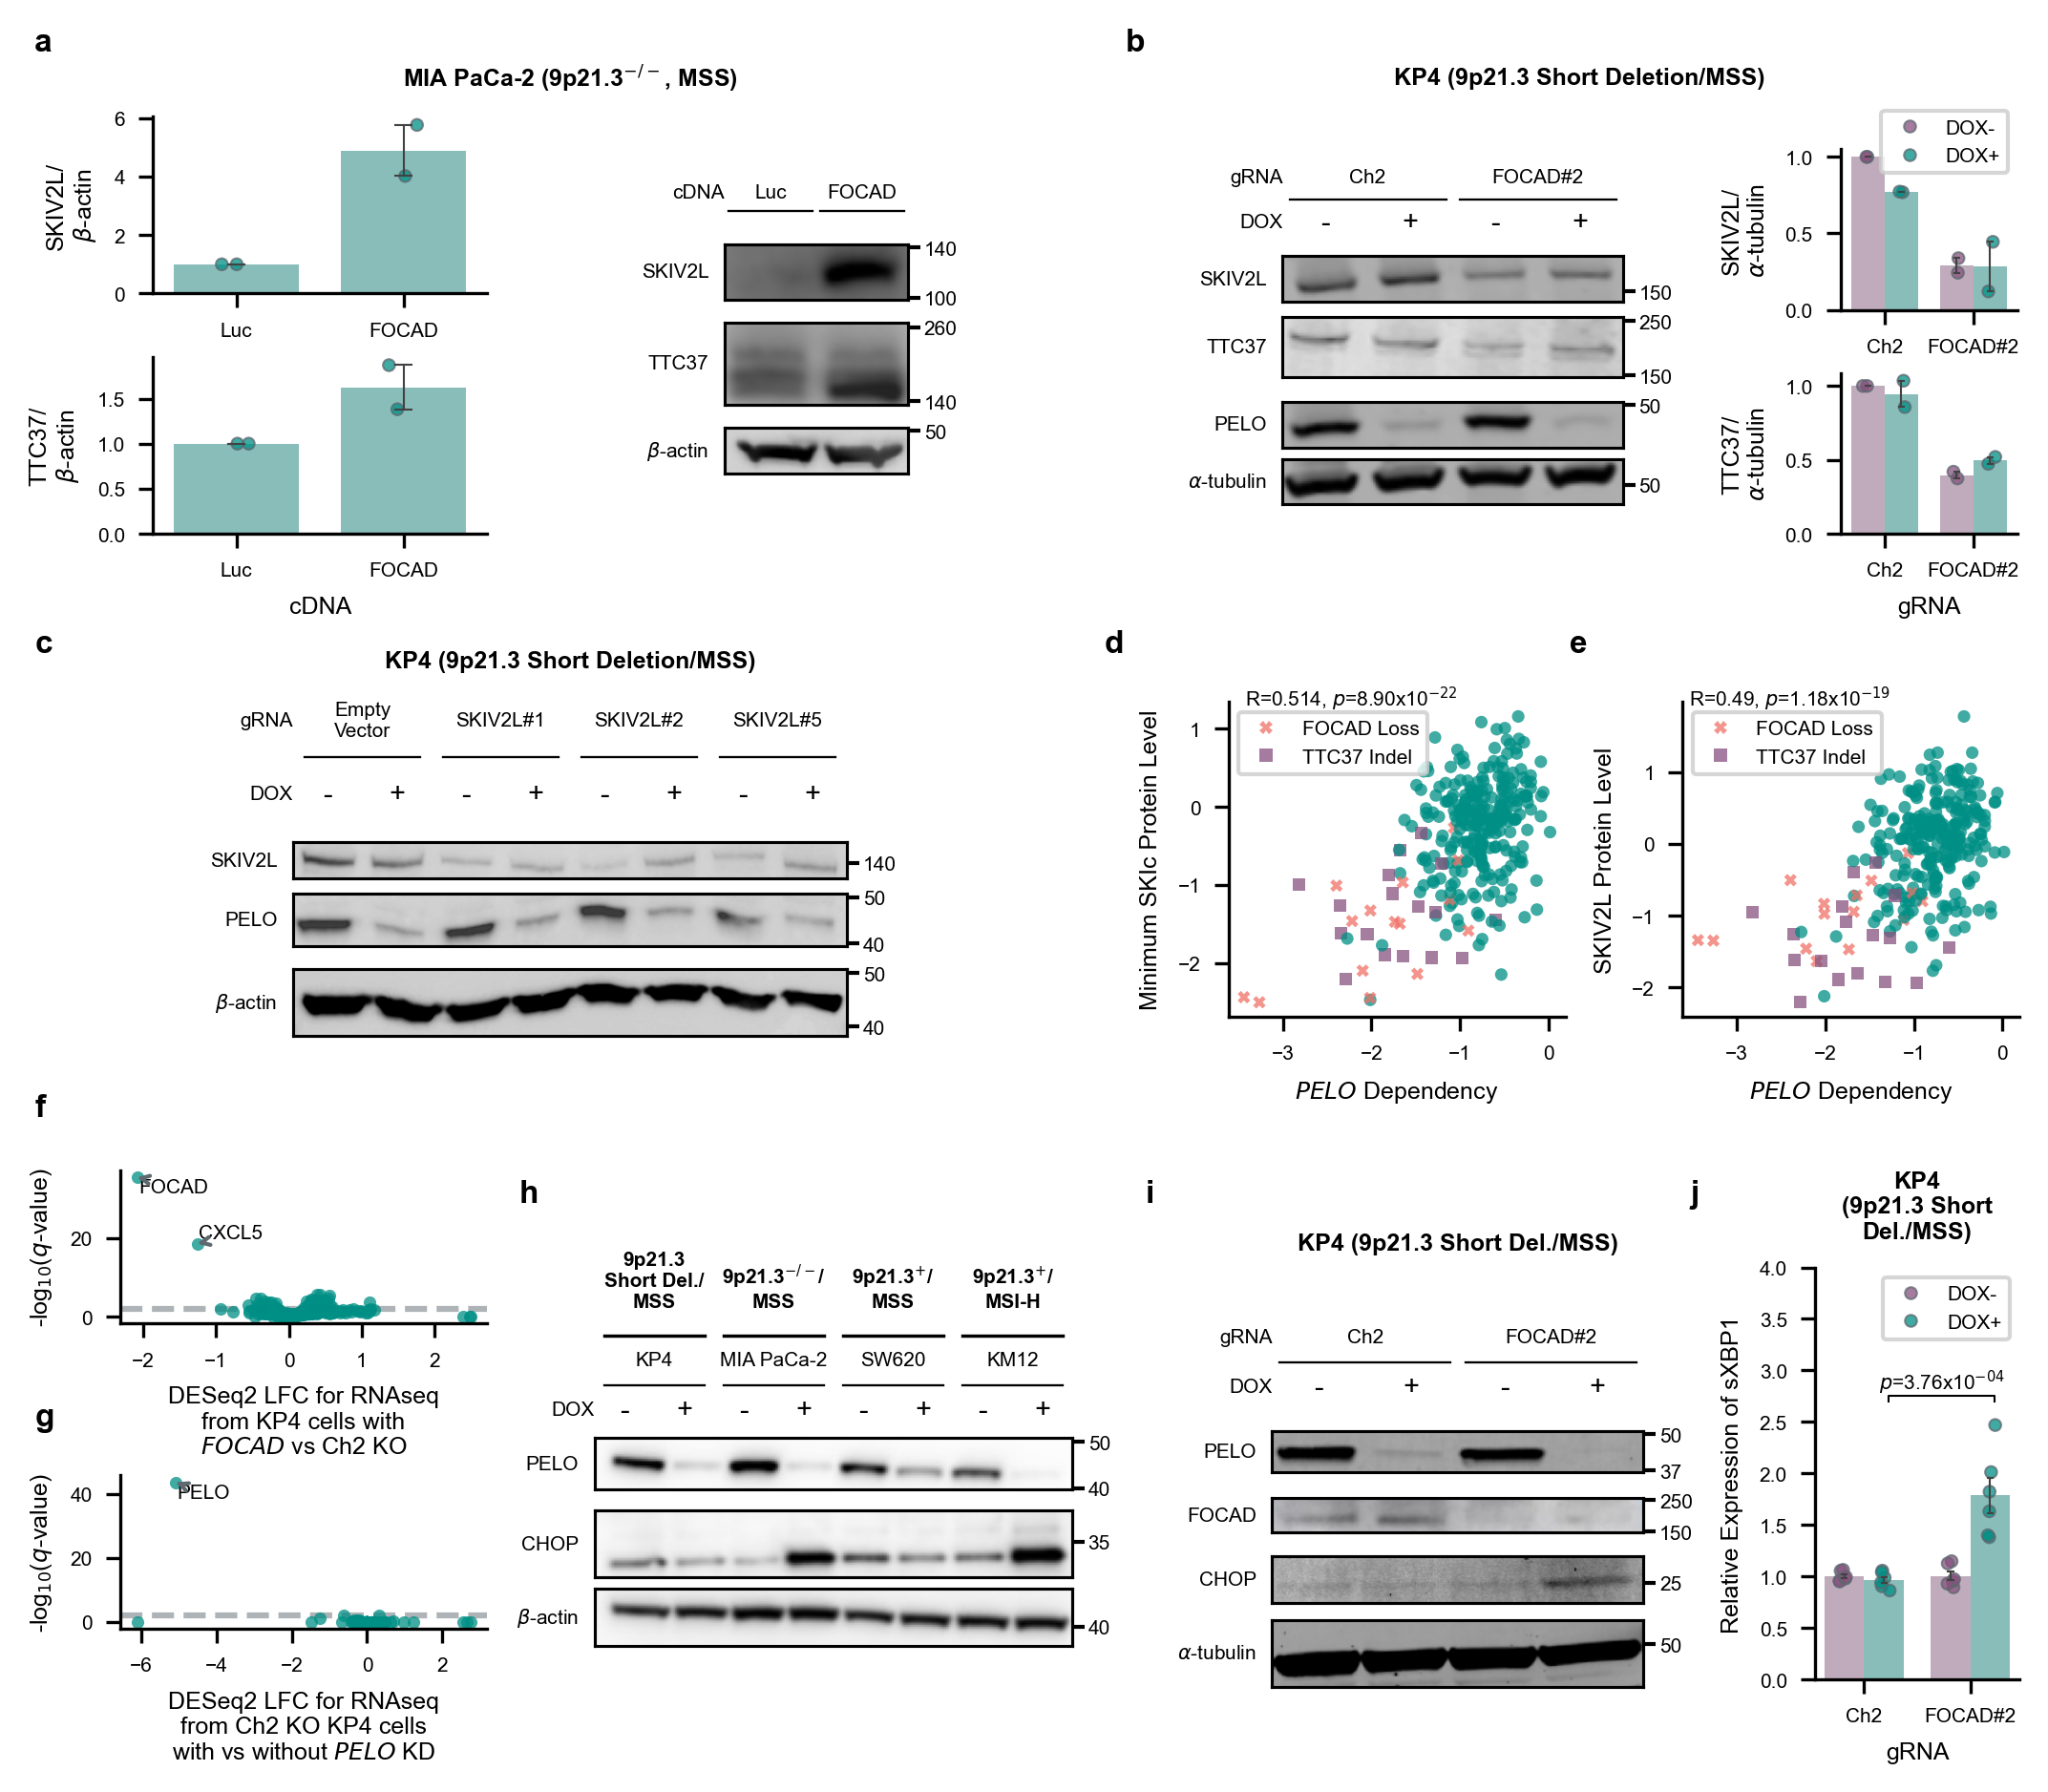 a
MIA PaCa-2 (9p21.3−/−, MSS)
SKIV2L/
β-actin
6
4
2
0
Luc
FOCAD
TTC37/
β-actin
1.5
1.0
0.5
0.0
Luc
FOCAD
cDNA
cDNA
Luc
FOCAD
SKIV2L
140
100
TTC37
260
140
β-actin
50
b
KP4 (9p21.3 Short Deletion/MSS)
gRNA
Ch2
FOCAD#2
DOX
-
+
-
+
SKIV2L
150
TTC37
250
150
PELO
50
α-tubulin
50
DOX-
DOX+
SKIV2L/
α-tubulin
1.0
0.5
0.0
Ch2
FOCAD#2
TTC37/
α-tubulin
1.0
0.5
0.0
Ch2
FOCAD#2
gRNA
c
KP4 (9p21.3 Short Deletion/MSS)
gRNA
Empty
Vector
SKIV2L#1
SKIV2L#2
SKIV2L#5
DOX
-
+
-
+
-
+
-
+
SKIV2L
140
PELO
50
40
β-actin
50
40
d
R=0.514, p=8.90x10−22
FOCAD Loss
TTC37 Indel
Minimum SKIc Protein Level
1
0
−1
−2
−3
−2
−1
0
PELO Dependency
e
R=0.49, p=1.18x10−19
FOCAD Loss
TTC37 Indel
SKIV2L Protein Level
1
0
−1
−2
−3
−2
−1
0
PELO Dependency
f
-log10(q-value)
20
0
FOCAD
CXCL5
−2
−1
0
1
2
DESeq2 LFC for RNAseq
from KP4 cells with
FOCAD vs Ch2 KO
g
-log10(q-value)
40
20
0
PELO
−6
−4
−2
0
2
DESeq2 LFC for RNAseq
from Ch2 KO KP4 cells
with vs without PELO KD
h
9p21.3
Short Del./
MSS
9p21.3−/−/
MSS
9p21.3+/
MSS
9p21.3+/
MSI-H
KP4
MIA PaCa-2
SW620
KM12
DOX
-
+
-
+
-
+
-
+
PELO
50
40
CHOP
35
β-actin
40
i
KP4 (9p21.3 Short Del./MSS)
gRNA
Ch2
FOCAD#2
DOX
-
+
-
+
PELO
50
37
FOCAD
250
150
CHOP
25
α-tubulin
50
j
KP4
(9p21.3 Short
Del./MSS)
DOX-
DOX+
p=3.76x10−04
Relative Expression of sXBP1
4.0
3.5
3.0
2.5
2.0
1.5
1.0
0.5
0.0
Ch2
FOCAD#2
gRNA